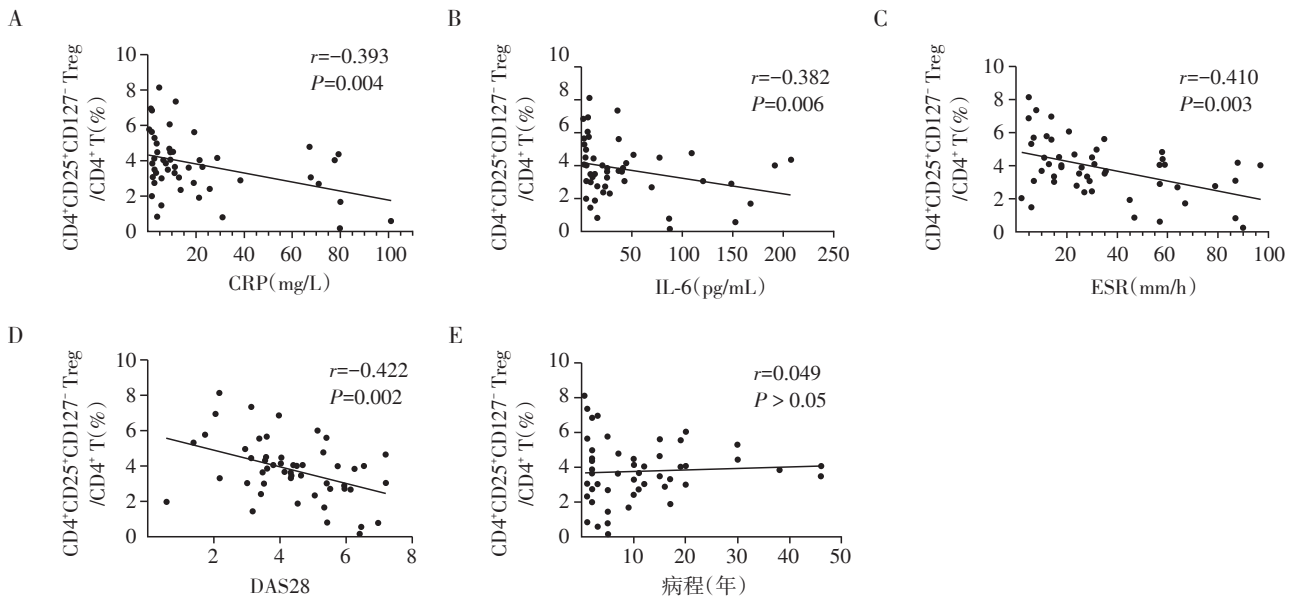 A
CD4⁺CD25⁺CD127⁻ Treg
/CD4⁺ T(%)
10
8
6
4
2
0
r=−0.393
P=0.004
20
40
60
80
100
CRP(mg/L)
B
CD4⁺CD25⁺CD127⁻ Treg
/CD4⁺ T(%)
10
8
6
4
2
0
r=−0.382
P=0.006
50
100
150
200
250
IL-6(pg/mL)
C
CD4⁺CD25⁺CD127⁻ Treg
/CD4⁺ T(%)
10
8
6
4
2
0
r=−0.410
P=0.003
20
40
60
80
100
ESR(mm/h)
D
CD4⁺CD25⁺CD127⁻ Treg
/CD4⁺ T(%)
10
8
6
4
2
0
r=−0.422
P=0.002
2
4
6
8
DAS28
E
CD4⁺CD25⁺CD127⁻ Treg
/CD4⁺ T(%)
10
8
6
4
2
0
r=0.049
P > 0.05
10
20
30
40
50
病程(年)